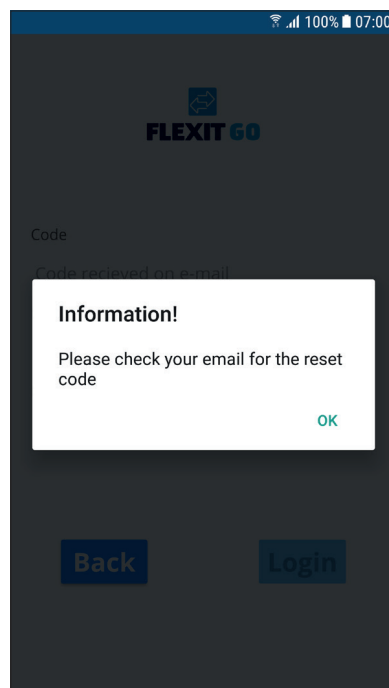 100% 07:00
FLEXIT GO
Code
Code recieved on e-mail
Information!
Please check your email for the reset
code
OK
Back Login